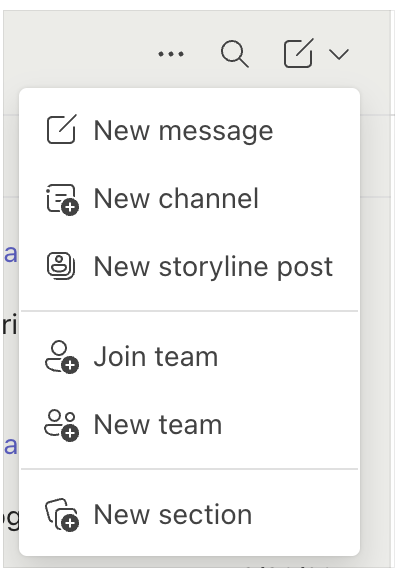 New message
New channel
New storyline post
Join team
New team
New section